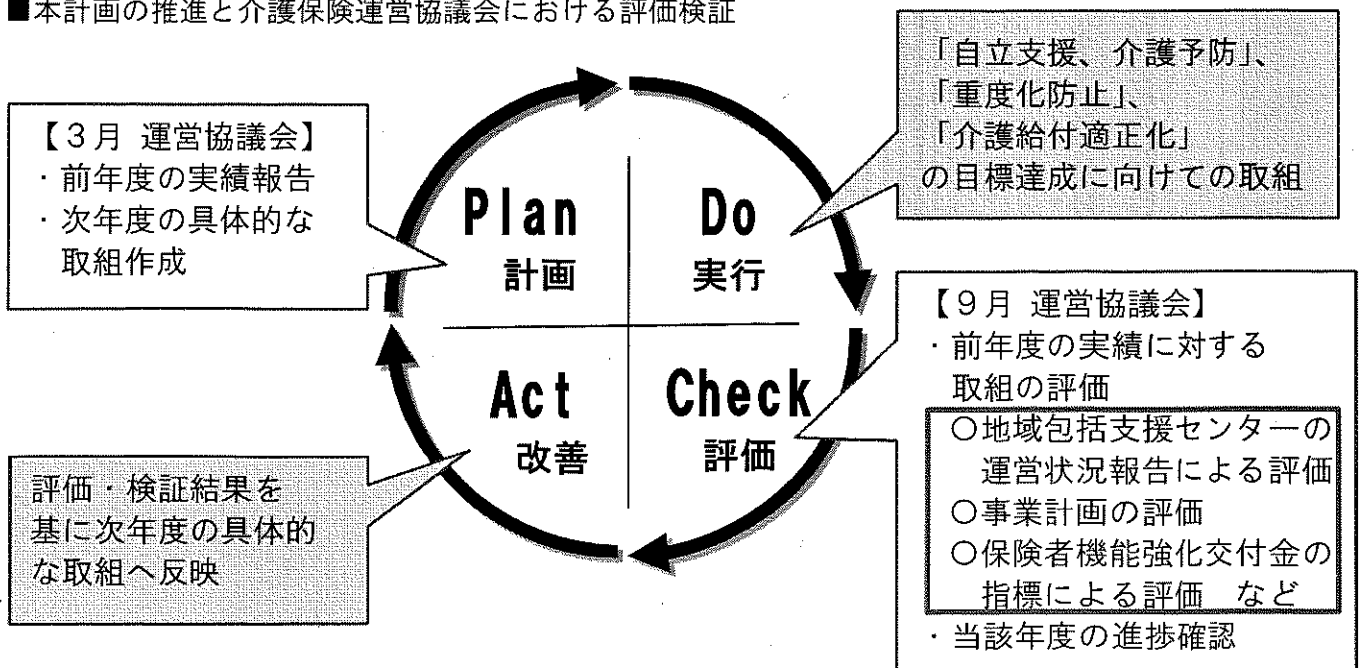 ■本計画の推進と介護保険運営協議会における評価検証
【3月 運営協議会】
・前年度の実績報告
・次年度の具体的な
取組作成
「自立支援、介護予防」、
「重度化防止」、
「介護給付適正化」
の目標達成に向けての取組
Plan
計画
Do
実行
Act
改善
Check
評価
【9月 運営協議会】
・前年度の実績に対する
取組の評価
○地域包括支援センターの
運営状況報告による評価
○事業計画の評価
○保険者機能強化交付金の
指標による評価 など
・当該年度の進捗確認
評価・検証結果を
基に次年度の具体的
な取組へ反映